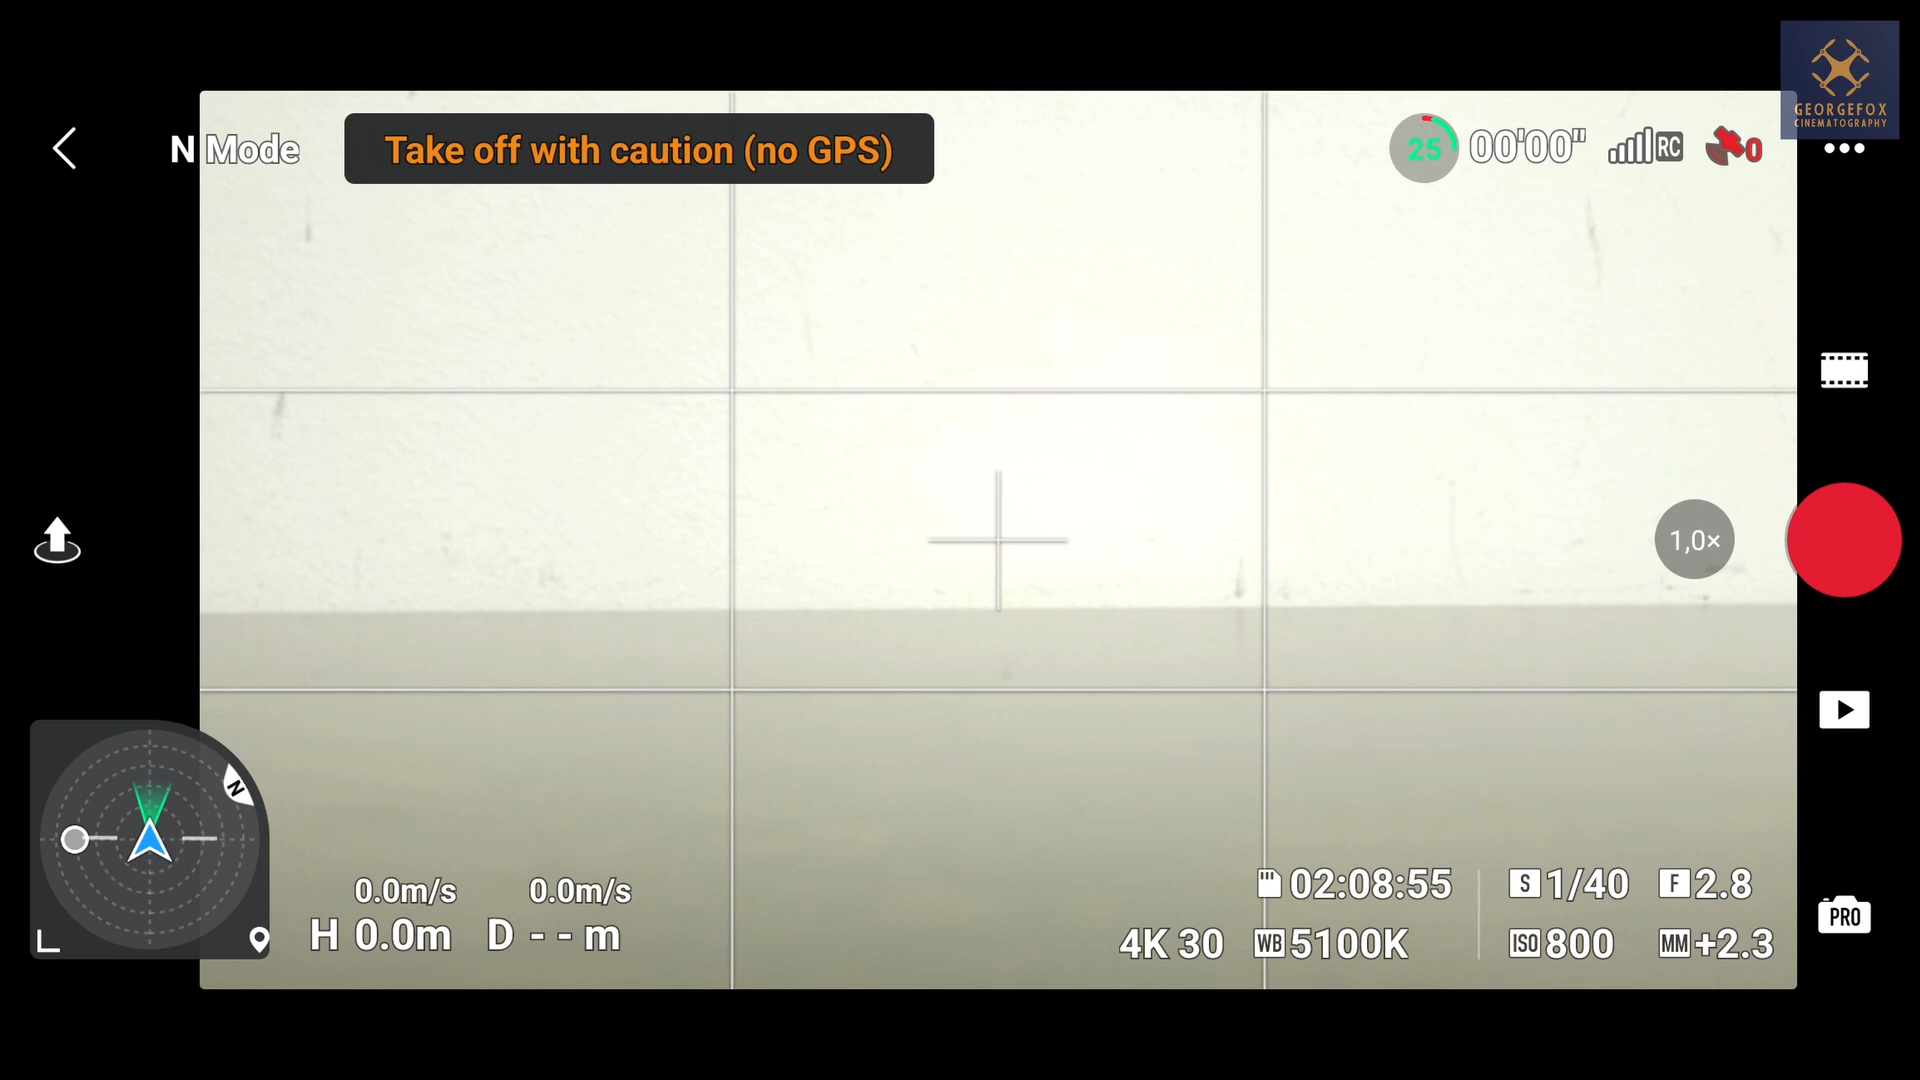 GEORGEFOX
CINEMATOGRAPHY
N Mode
Take off with caution (no GPS)
25
00'00"
RC
0
1,0×
N
0.0m/s
0.0m/s
H 0.0m
D - - m
02:08:55
S 1/40
F 2.8
4K 30
WB 5100K
ISO 800
MM +2.3
PRO